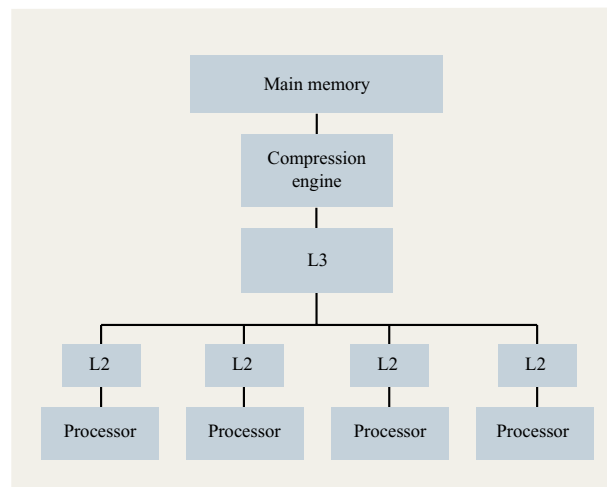 Main memory
Compression
engine
L3
L2 L2 L2 L2
Processor Processor Processor Processor